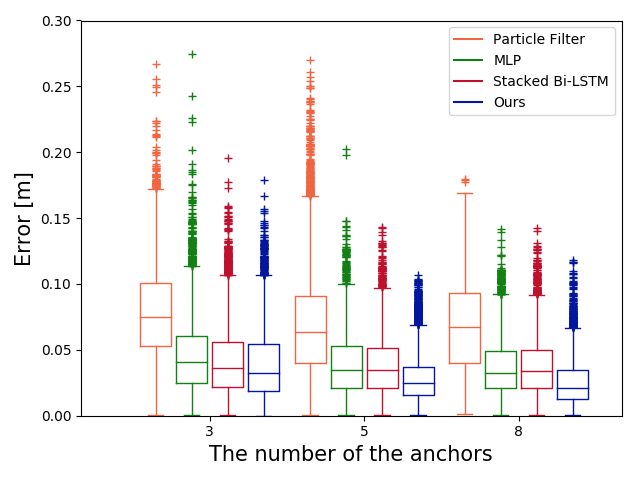 0.30
0.25
0.20
0.15
0.10
0.05
0.00
Error [m]
Particle Filter
MLP
Stacked Bi-LSTM
Ours
3 5 8
The number of the anchors